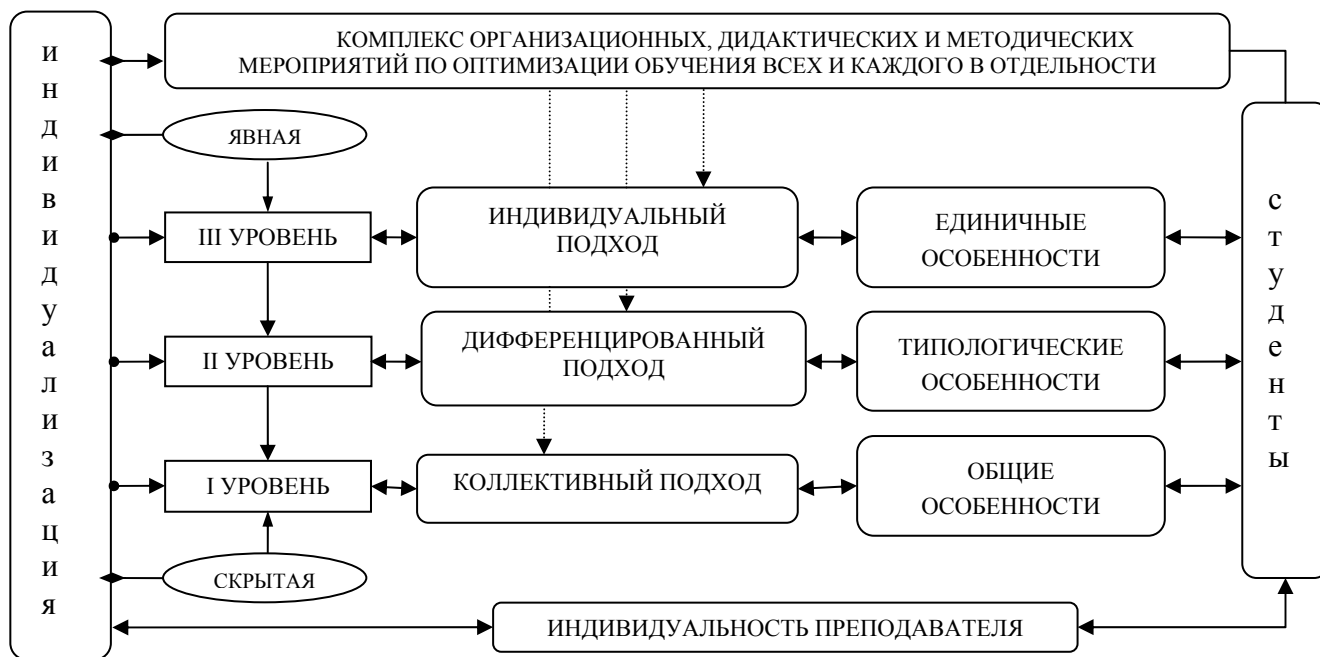 индивидуализация
КОМПЛЕКС ОРГАНИЗАЦИОННЫХ, ДИДАКТИЧЕСКИХ И МЕТОДИЧЕСКИХ
МЕРОПРИЯТИЙ ПО ОПТИМИЗАЦИИ ОБУЧЕНИЯ ВСЕХ И КАЖДОГО В ОТДЕЛЬНОСТИ
ЯВНАЯ
III УРОВЕНЬ
ИНДИВИДУАЛЬНЫЙ
ПОДХОД
ЕДИНИЧНЫЕ
ОСОБЕННОСТИ
II УРОВЕНЬ
ДИФФЕРЕНЦИРОВАННЫЙ
ПОДХОД
ТИПОЛОГИЧЕСКИЕ
ОСОБЕННОСТИ
I УРОВЕНЬ
КОЛЛЕКТИВНЫЙ ПОДХОД
ОБЩИЕ
ОСОБЕННОСТИ
СКРЫТАЯ
ИНДИВИДУАЛЬНОСТЬ ПРЕПОДАВАТЕЛЯ
студенты